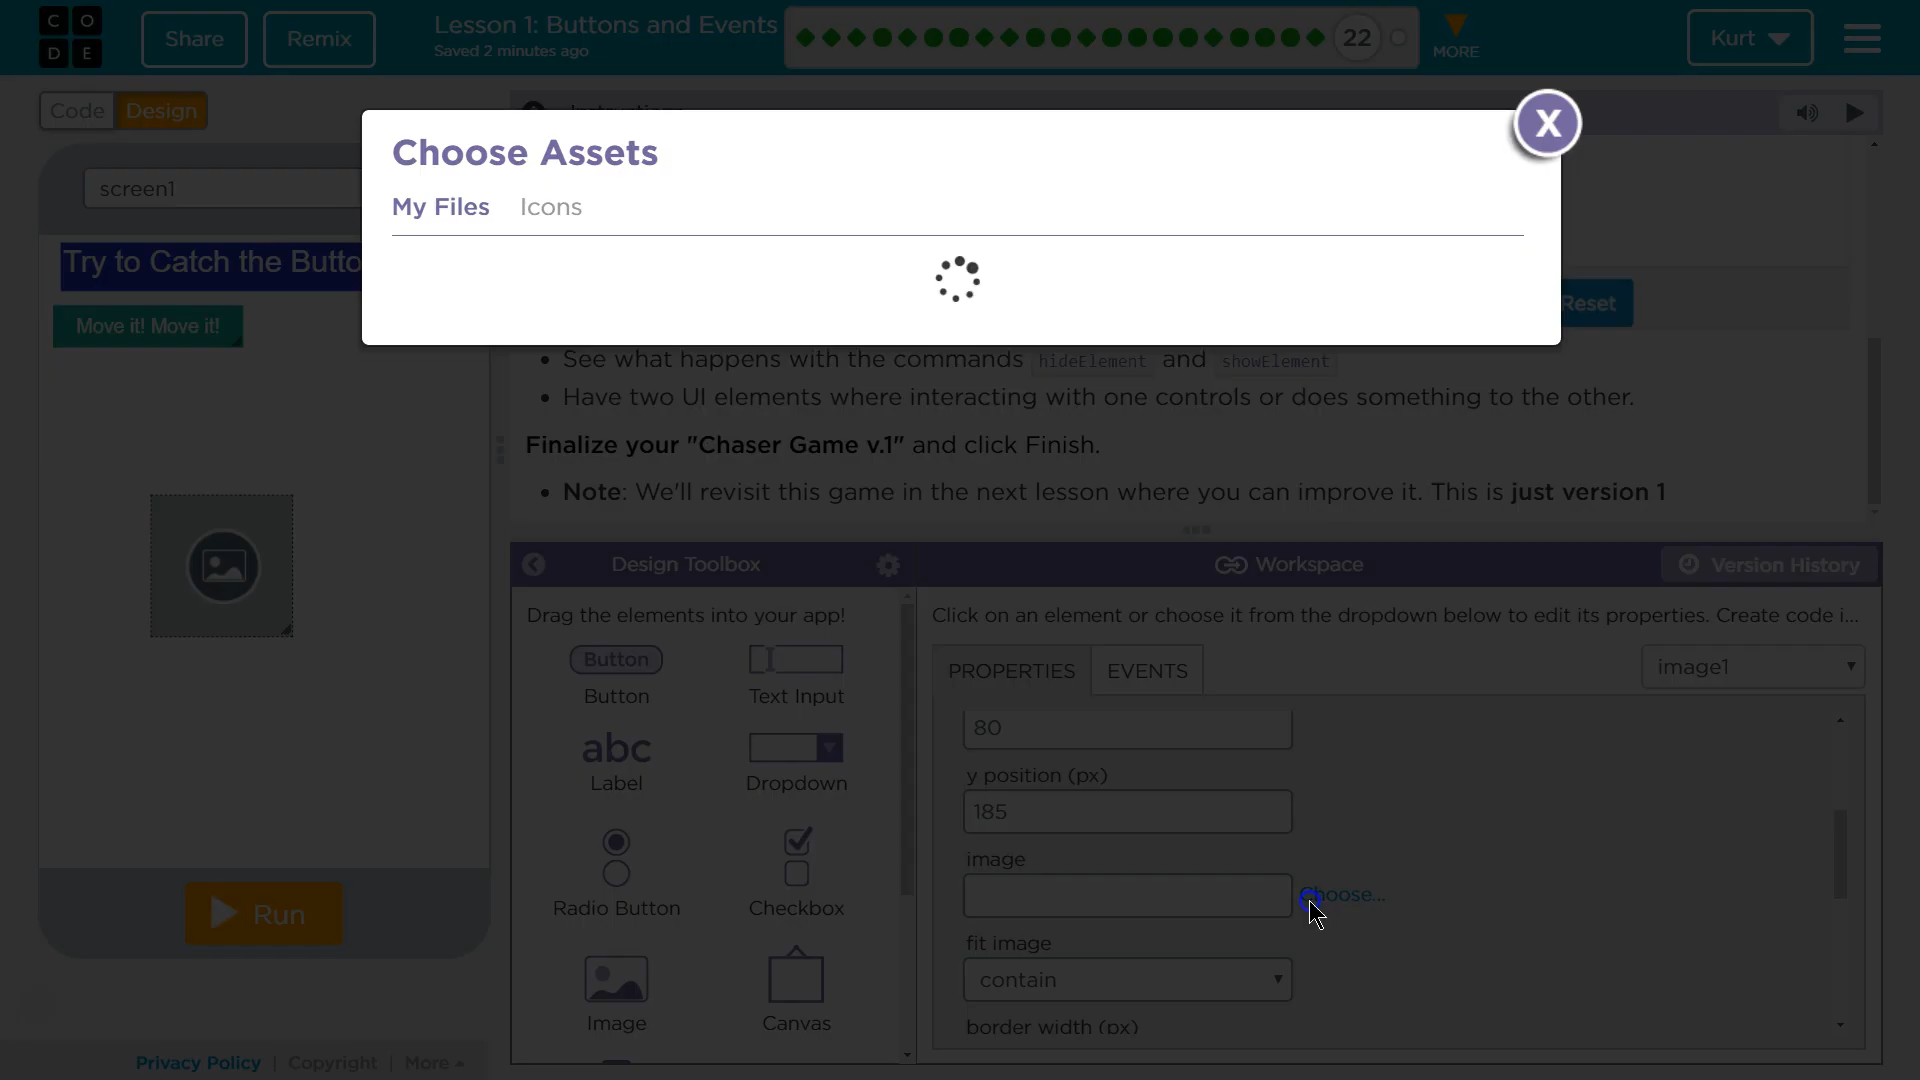 C O
D E
Share
Remix
Lesson 1: Buttons and Events
Saved 2 minutes ago
22
MORE
Kurt
Code
Design
Choose Assets
X
My Files
Icons
screen1
Try to Catch the Butto
Move it! Move it!
Reset
See what happens with the commands hideElement and showElement
Have two UI elements where interacting with one controls or does something to the other.
Finalize your "Chaser Game v.1" and click Finish.
Note: We'll revisit this game in the next lesson where you can improve it. This is just version 1
Design Toolbox
Workspace
Version History
Drag the elements into your app!
Click on an element or choose it from the dropdown below to edit its properties. Create code i...
Button
Button
Text Input
abc
Label
Dropdown
Radio Button
Checkbox
Image
Canvas
PROPERTIES
EVENTS
image1
80
y position (px)
185
image
Choose...
fit image
contain
border width (px)
Run
Privacy Policy | Copyright | More